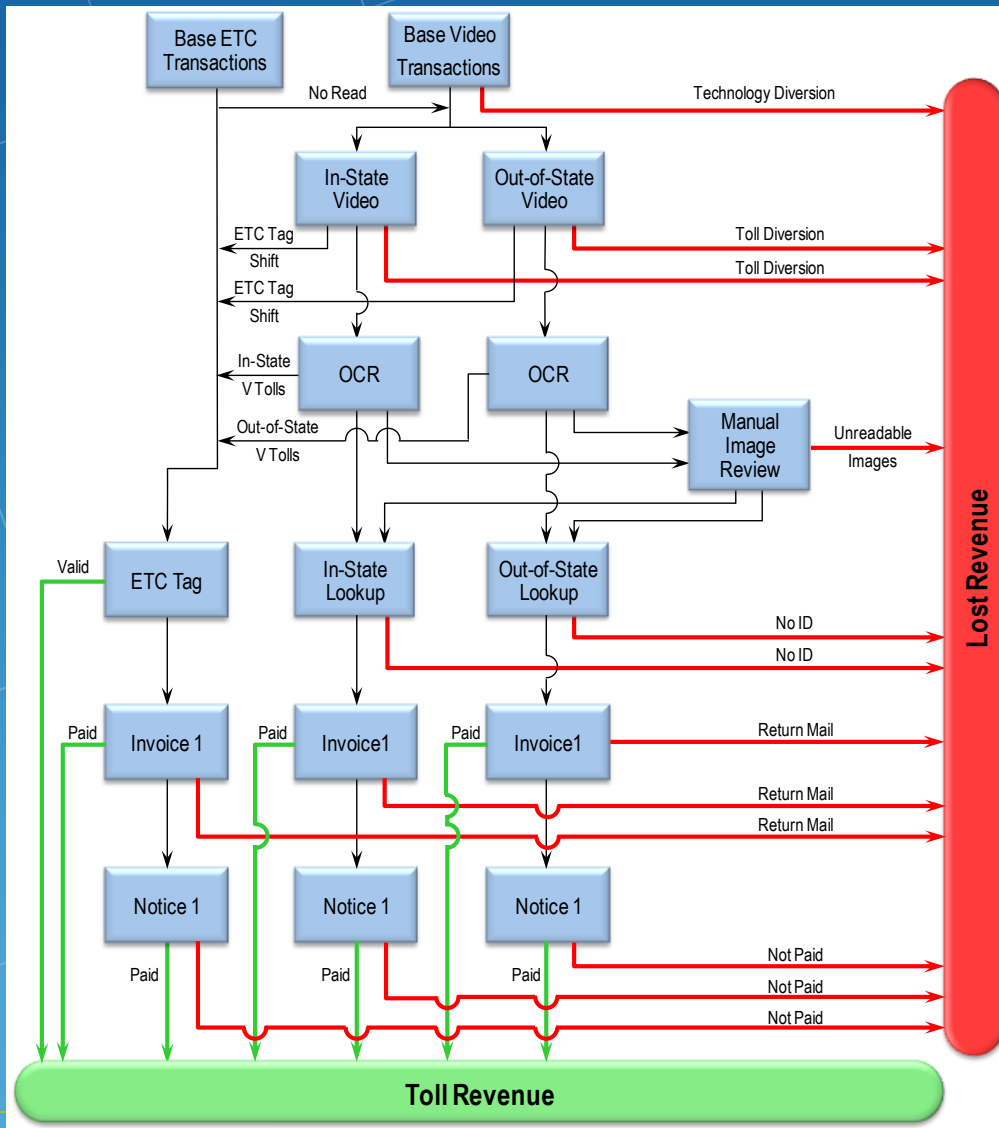 Base ETC
Transactions
Base Video
Transactions
No Read
Technology Diversion
In-State
Video
Out-of-State
Video
ETC Tag
Shift
Toll Diversion
Toll Diversion
ETC Tag
Shift
In-State
V Tolls
OCR
OCR
Out-of-State
V Tolls
Manual
Image
Review
Unreadable
Images
Valid
ETC Tag
In-State
Lookup
Out-of-State
Lookup
No ID
No ID
Paid
Invoice 1
Paid
Invoice1
Paid
Invoice1
Return Mail
Return Mail
Return Mail
Notice 1
Notice 1
Notice 1
Paid
Paid
Paid
Not Paid
Not Paid
Not Paid
Lost Revenue
Toll Revenue